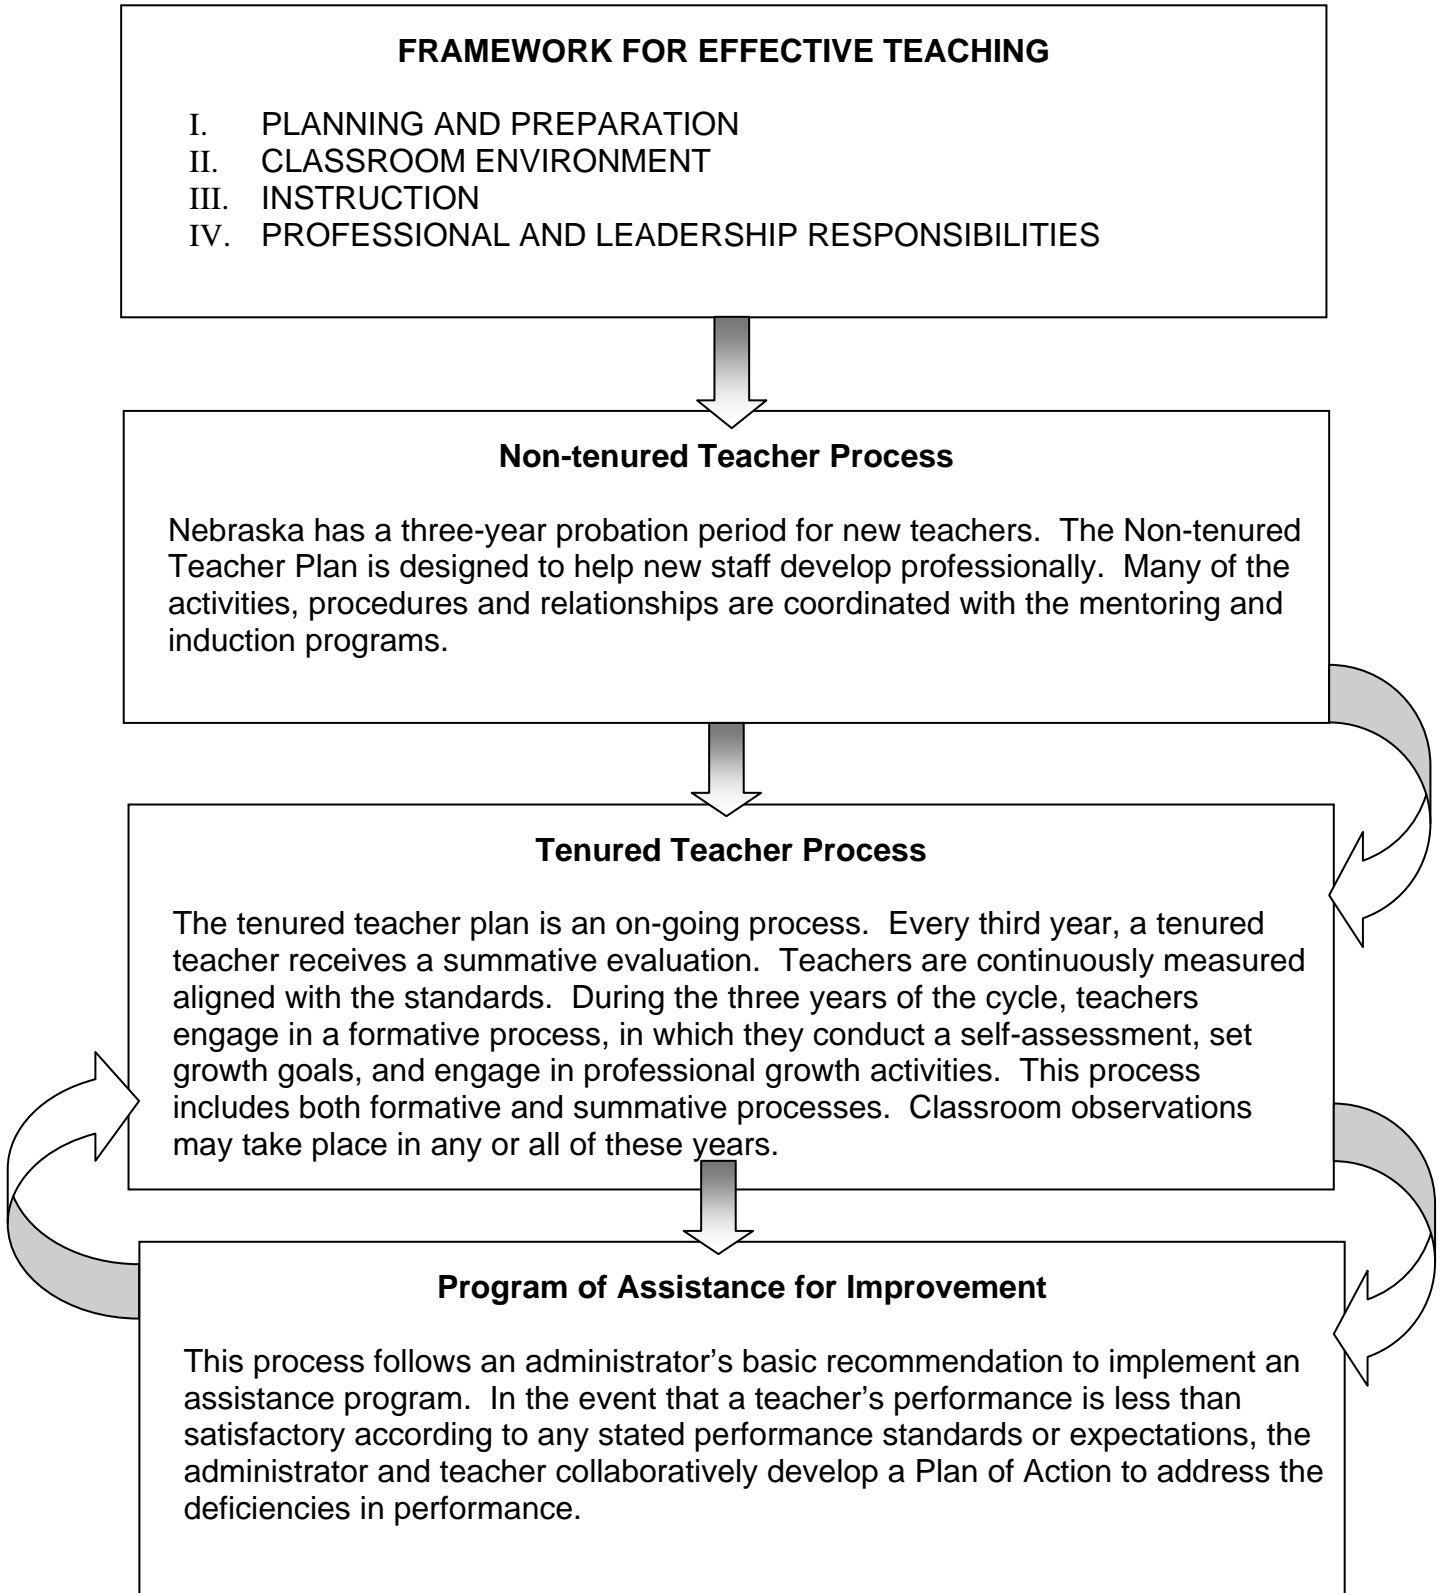 FRAMEWORK FOR EFFECTIVE TEACHING
I. PLANNING AND PREPARATION
II. CLASSROOM ENVIRONMENT
III. INSTRUCTION
IV. PROFESSIONAL AND LEADERSHIP RESPONSIBILITIES
Non-tenured Teacher Process
Nebraska has a three-year probation period for new teachers. The Non-tenured
Teacher Plan is designed to help new staff develop professionally. Many of the
activities, procedures and relationships are coordinated with the mentoring and
induction programs.
Tenured Teacher Process
The tenured teacher plan is an on-going process. Every third year, a tenured
teacher receives a summative evaluation. Teachers are continuously measured
aligned with the standards. During the three years of the cycle, teachers
engage in a formative process, in which they conduct a self-assessment, set
growth goals, and engage in professional growth activities. This process
includes both formative and summative processes. Classroom observations
may take place in any or all of these years.
Program of Assistance for Improvement
This process follows an administrator’s basic recommendation to implement an
assistance program. In the event that a teacher’s performance is less than
satisfactory according to any stated performance standards or expectations, the
administrator and teacher collaboratively develop a Plan of Action to address the
deficiencies in performance.